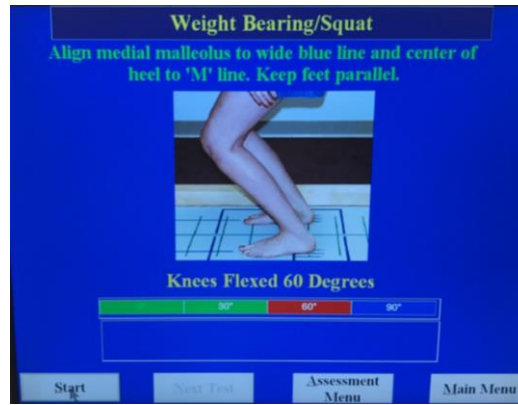 Weight Bearing/Squat
Align medial malleolus to wide blue line and center of
heel to 'M' line. Keep feet parallel.
Knees Flexed 60 Degrees
30°
60°
90°
Start
Next Test
Assessment
Menu
Main Menu